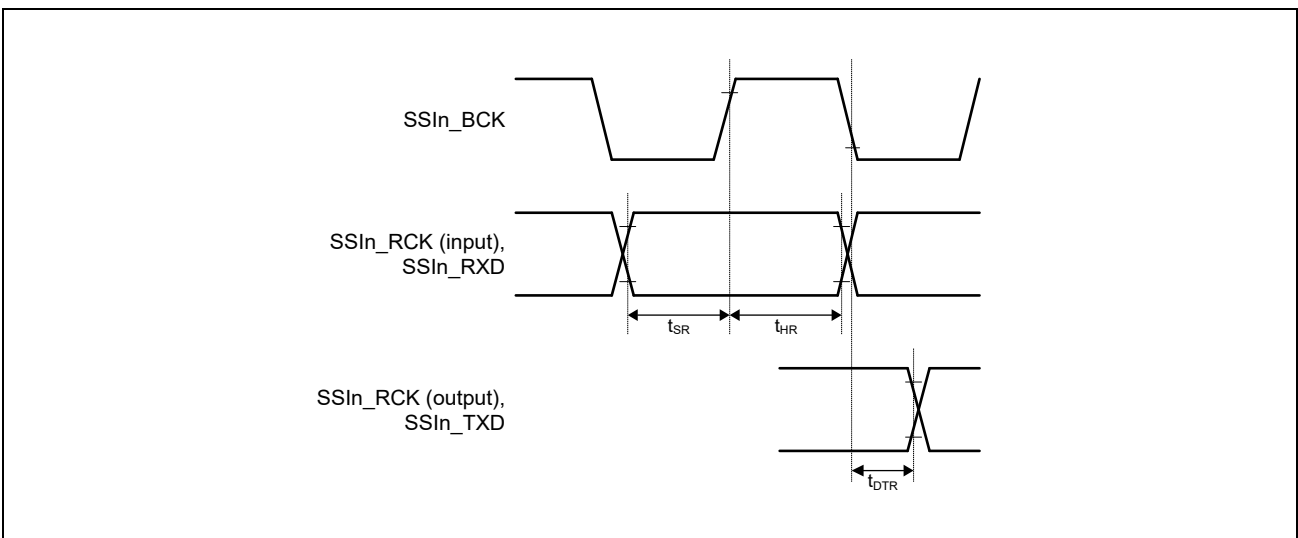 SSIn_BCK
SSIn_RCK (input),
SSIn_RXD
tSR
tHR
SSIn_RCK (output),
SSIn_TXD
tDTR